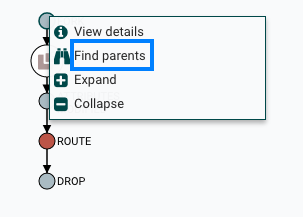 View details
Find parents
Expand
Collapse
ROUTE
DROP